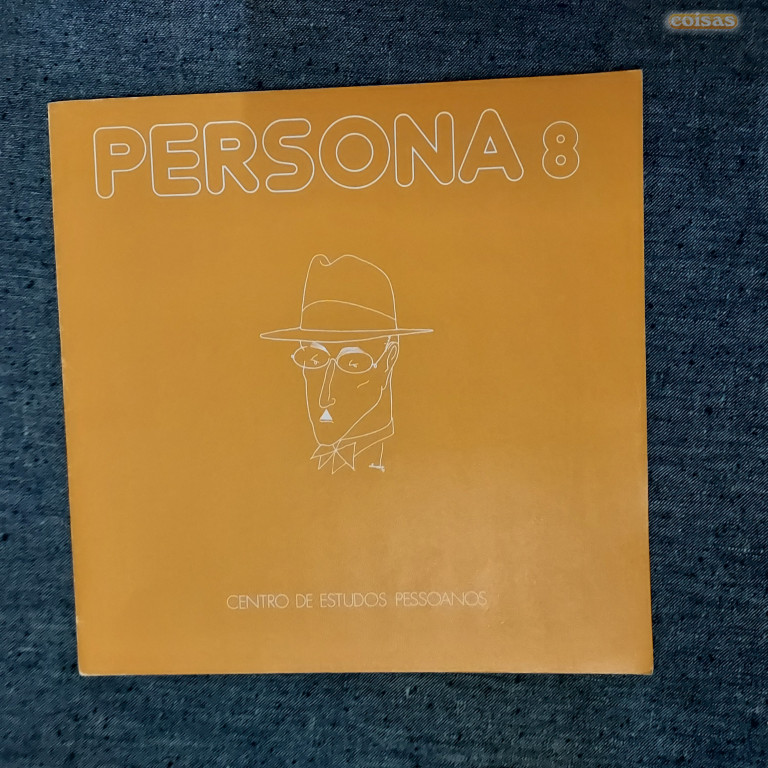 coisas
PERSONA 8
CENTRO DE ESTUDOS PESSOANOS